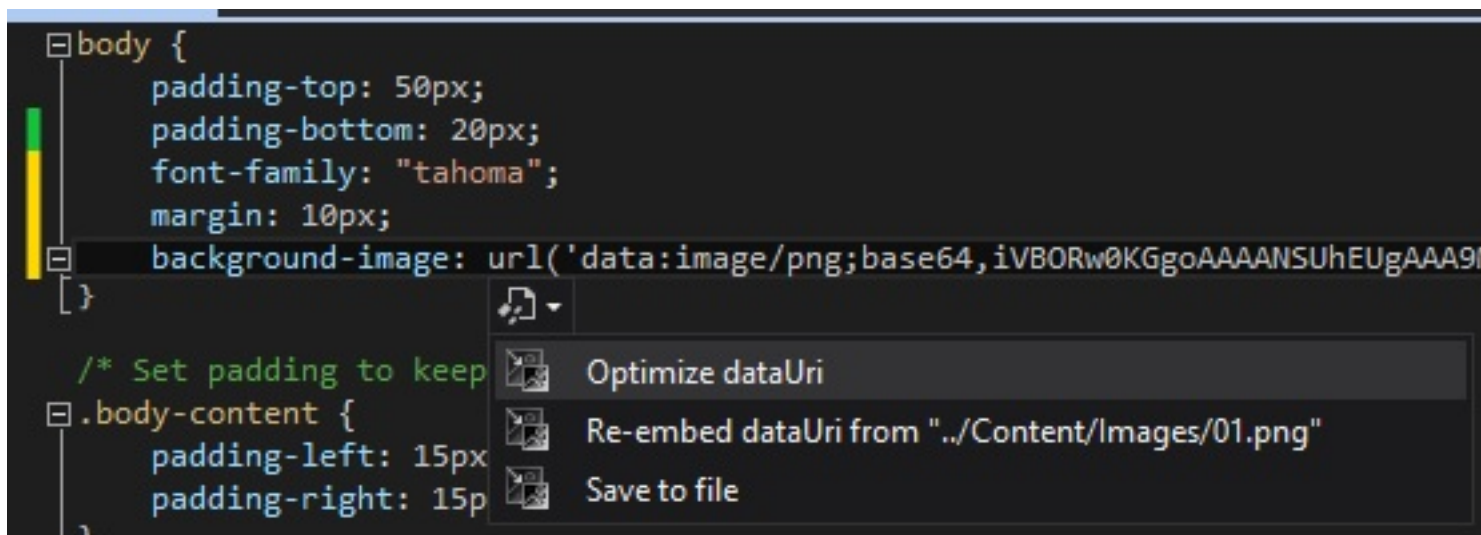 body {
padding-top: 50px;
padding-bottom: 20px;
font-family: "tahoma";
margin: 10px;
background-image: url('data:image/png;base64,iVBORw0KGgoAAAANSUhEUgAAA9
}
/* Set padding to keep
Optimize dataUri
.body-content {
Re-embed dataUri from "../Content/Images/01.png"
padding-left: 15px
padding-right: 15p
Save to file
}